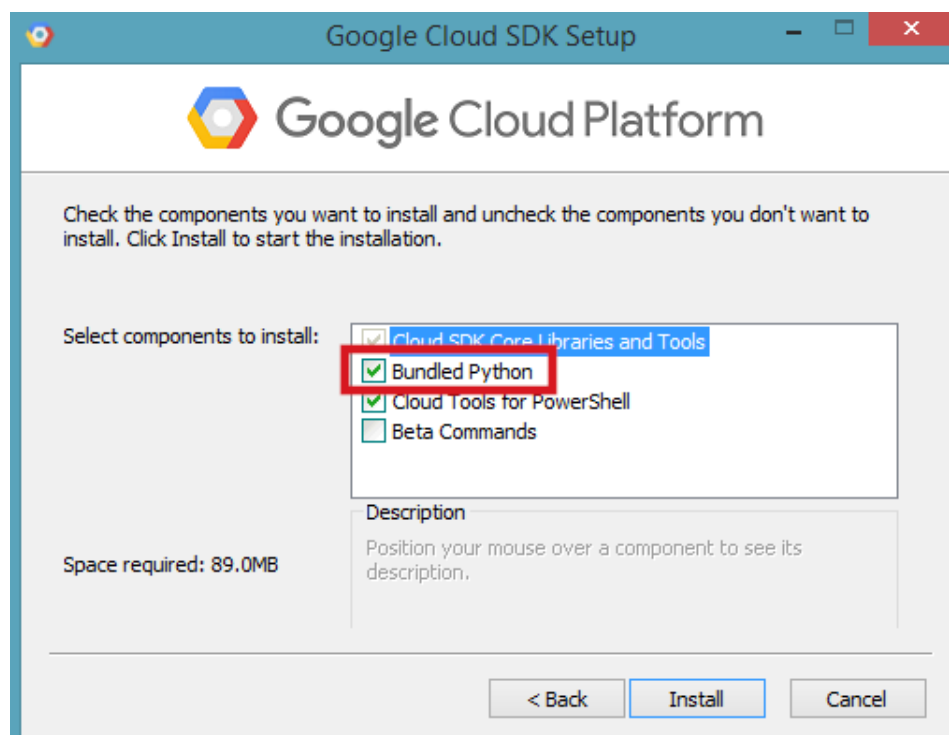 Google Cloud SDK Setup
Google Cloud Platform
Check the components you want to install and uncheck the components you don't want to
install. Click Install to start the installation.
Select components to install:
Cloud SDK Core Libraries and Tools
Bundled Python
Cloud Tools for PowerShell
Beta Commands
Description
Position your mouse over a component to see its
description.
Space required: 89.0MB
< Back
Install
Cancel